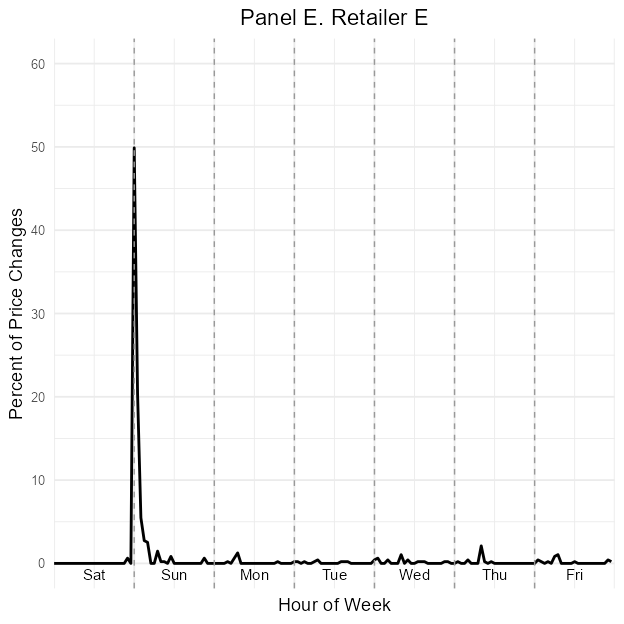 Panel E. Retailer E
60
50
40
30
20
10
0
Percent of Price Changes
Sat Sun Mon Tue Wed Thu Fri
Hour of Week